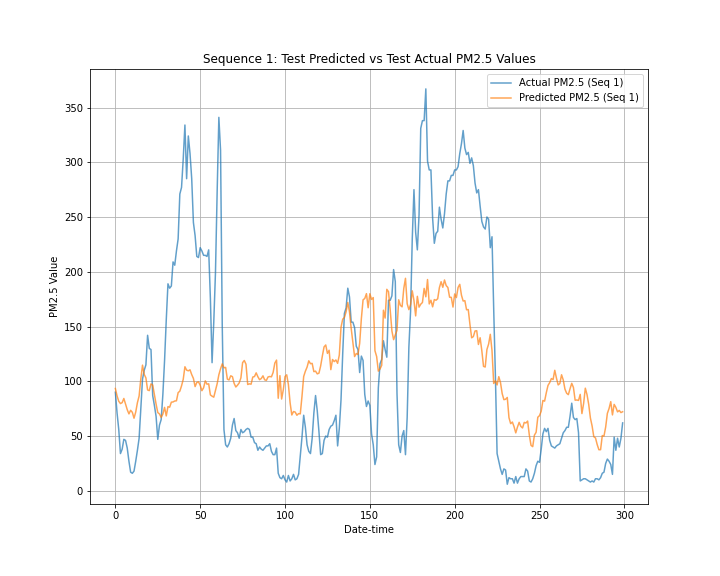 Sequence 1: Test Predicted vs Test Actual PM2.5 Values
Actual PM2.5 (Seq 1)
Predicted PM2.5 (Seq 1)
PM2.5 Value
350
300
250
200
150
100
50
0
0 50 100 150 200 250 300
Date-time